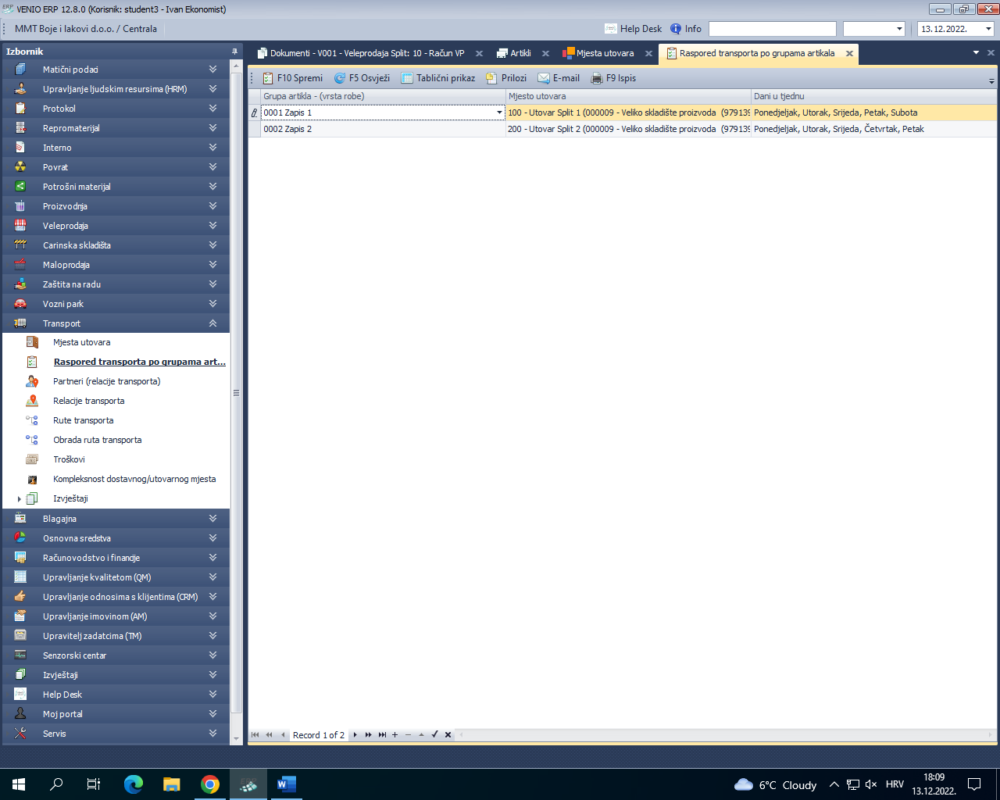 VENIO ERP 12.8.0 (Korisnik: student3 - Ivan Ekonomist)
MMT Boje i lakovi d.o.o. / Centrala
Help Desk
Info
13.12.2022.
Izbornik
Matični podaci
Upravljanje ljudskim resursima (HRM)
Protokol
Repromaterijal
Interno
Povrat
Potrošni materijal
Proizvodnja
Veleprodaja
Carinska skladišta
Maloprodaja
Zaštita na radu
Vozni park
Transport
Mjesta utovara
Raspored transporta po grupama art...
Partneri (relacije transporta)
Relacije transporta
Rute transporta
Obrada ruta transporta
Troškovi
Kompleksnost dostavnog/utovarnog mjesta
Izvještaji
Blagajna
Osnovna sredstva
Računovodstvo i financije
Upravljanje kvalitetom (QM)
Upravljanje odnosima s klijentima (CRM)
Upravljanje imovinom (AM)
Upravitelj zadatcima (TM)
Senzorski centar
Izvještaji
Help Desk
Moj portal
Servis
Dokumenti - V001 - Veleprodaja Split: 10 - Račun VP
Artikli
Mjesta utovara
Raspored transporta po grupama artikala
F10 Spremi
F5 Osvježi
Tablični prikaz
Prilozi
E-mail
F9 Ispis
Grupa artikla - (vrsta robe)
Mjesto utovara
Dani u tjednu
0001 Zapis 1
100 - Utovar Split 1 (000009 - Veliko skladište proizvoda (979139
Ponedjeljak, Utorak, Srijeda, Petak, Subota
0002 Zapis 2
200 - Utovar Split 2 (000009 - Veliko skladište proizvoda (979139
Ponedjeljak, Utorak, Srijeda, Četvrtak, Petak
Record 1 of 2
6°C Cloudy
HRV
18:09
13.12.2022.